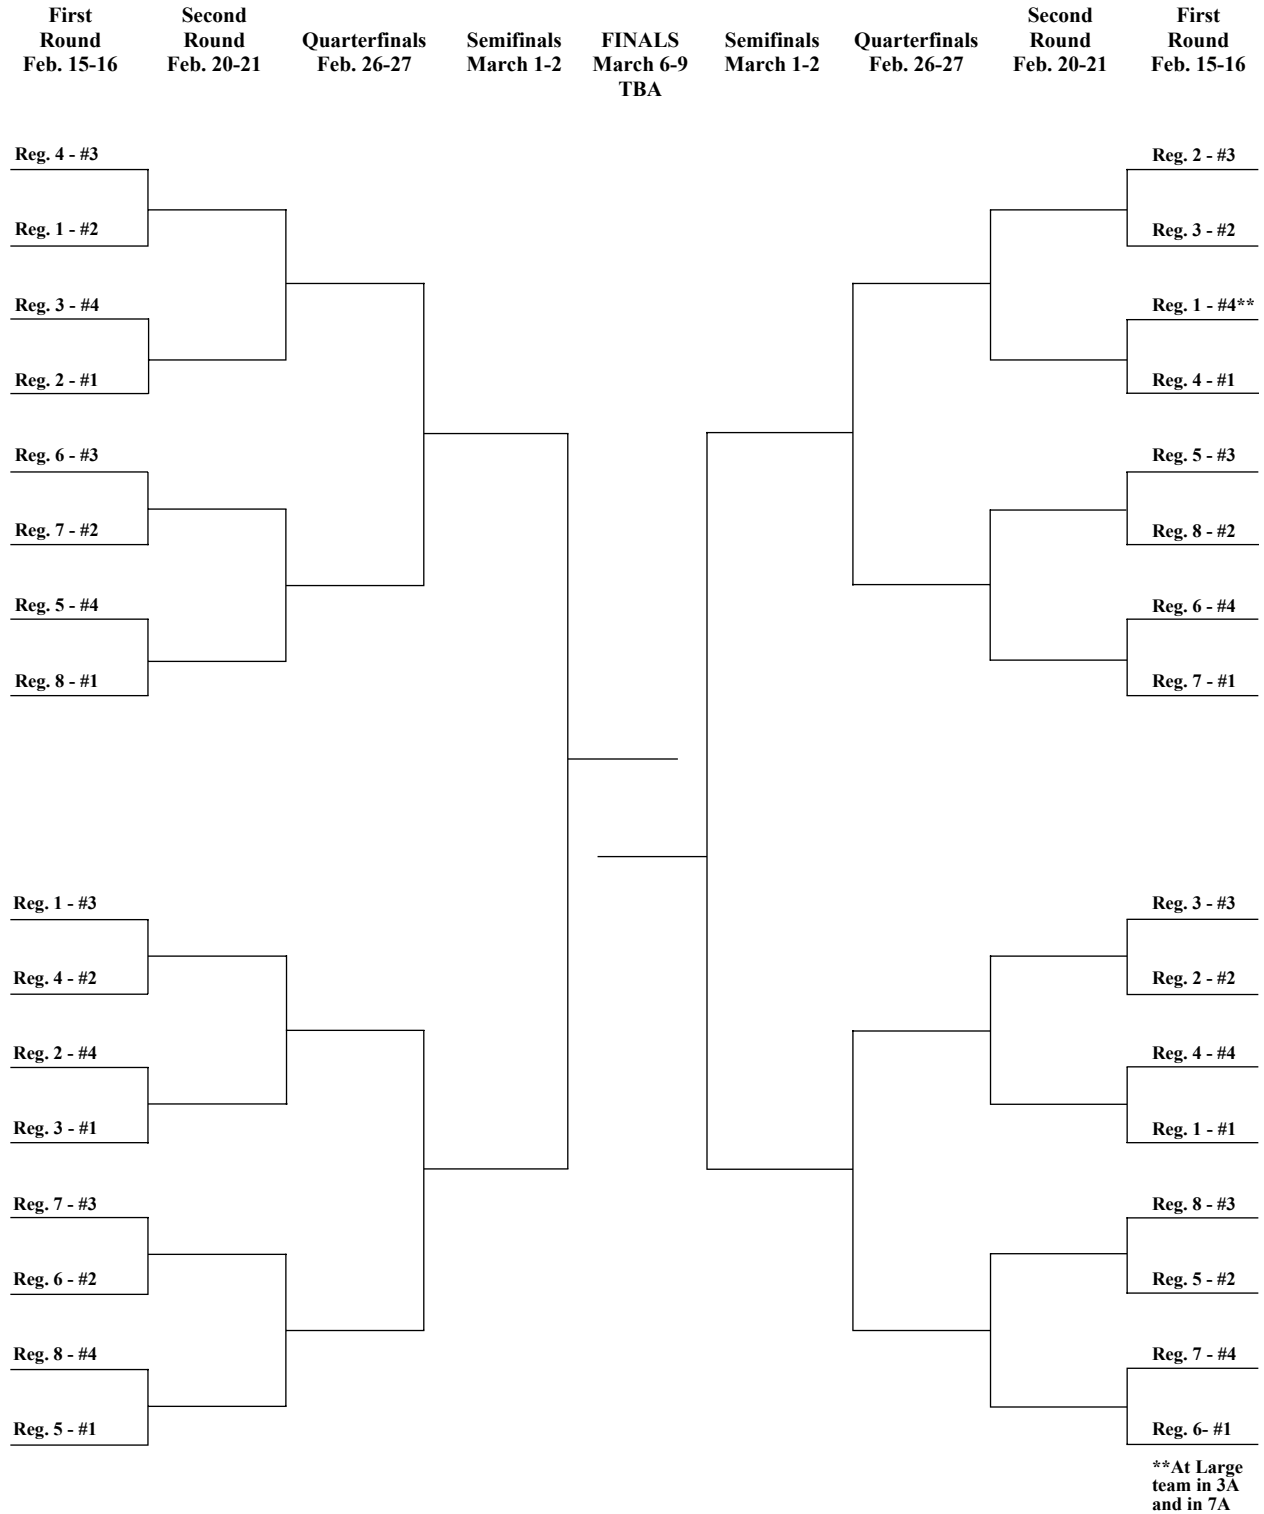 First
Round
Feb. 15-16
Second
Round
Feb. 20-21
Quarterfinals
Feb. 26-27
Semifinals
March 1-2
FINALS
March 6-9
TBA
Semifinals
March 1-2
Quarterfinals
Feb. 26-27
Second
Round
Feb. 20-21
First
Round
Feb. 15-16
Reg. 4 - #3
Reg. 1 - #2
Reg. 3 - #4
Reg. 2 - #1
Reg. 6 - #3
Reg. 7 - #2
Reg. 5 - #4
Reg. 8 - #1
Reg. 1 - #3
Reg. 4 - #2
Reg. 2 - #4
Reg. 3 - #1
Reg. 7 - #3
Reg. 6 - #2
Reg. 8 - #4
Reg. 5 - #1
Reg. 2 - #3
Reg. 3 - #2
Reg. 1 - #4**
Reg. 4 - #1
Reg. 5 - #3
Reg. 8 - #2
Reg. 6 - #4
Reg. 7 - #1
Reg. 3 - #3
Reg. 2 - #2
Reg. 4 - #4
Reg. 1 - #1
Reg. 8 - #3
Reg. 5 - #2
Reg. 7 - #4
Reg. 6- #1
**At Large
team in 3A
and in 7A